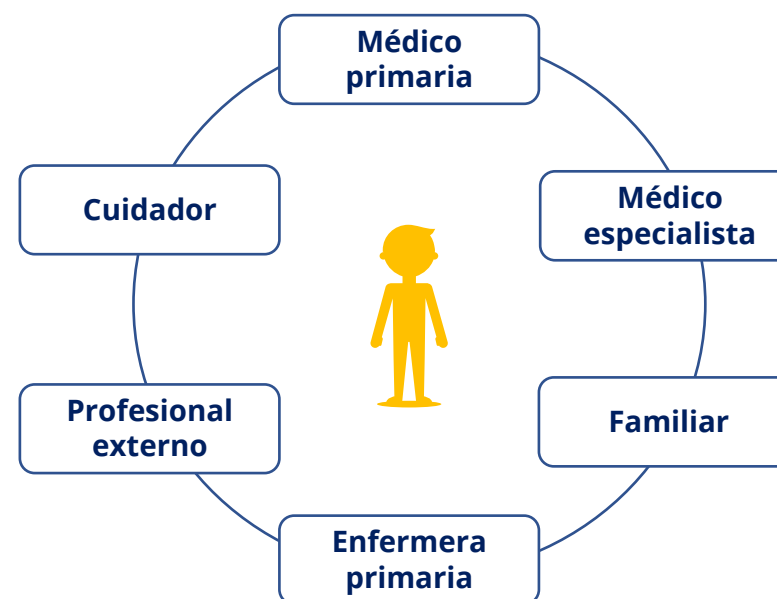 Médico
primaria
Cuidador
Médico
especialista
Profesional
externo
Familiar
Enfermera
primaria